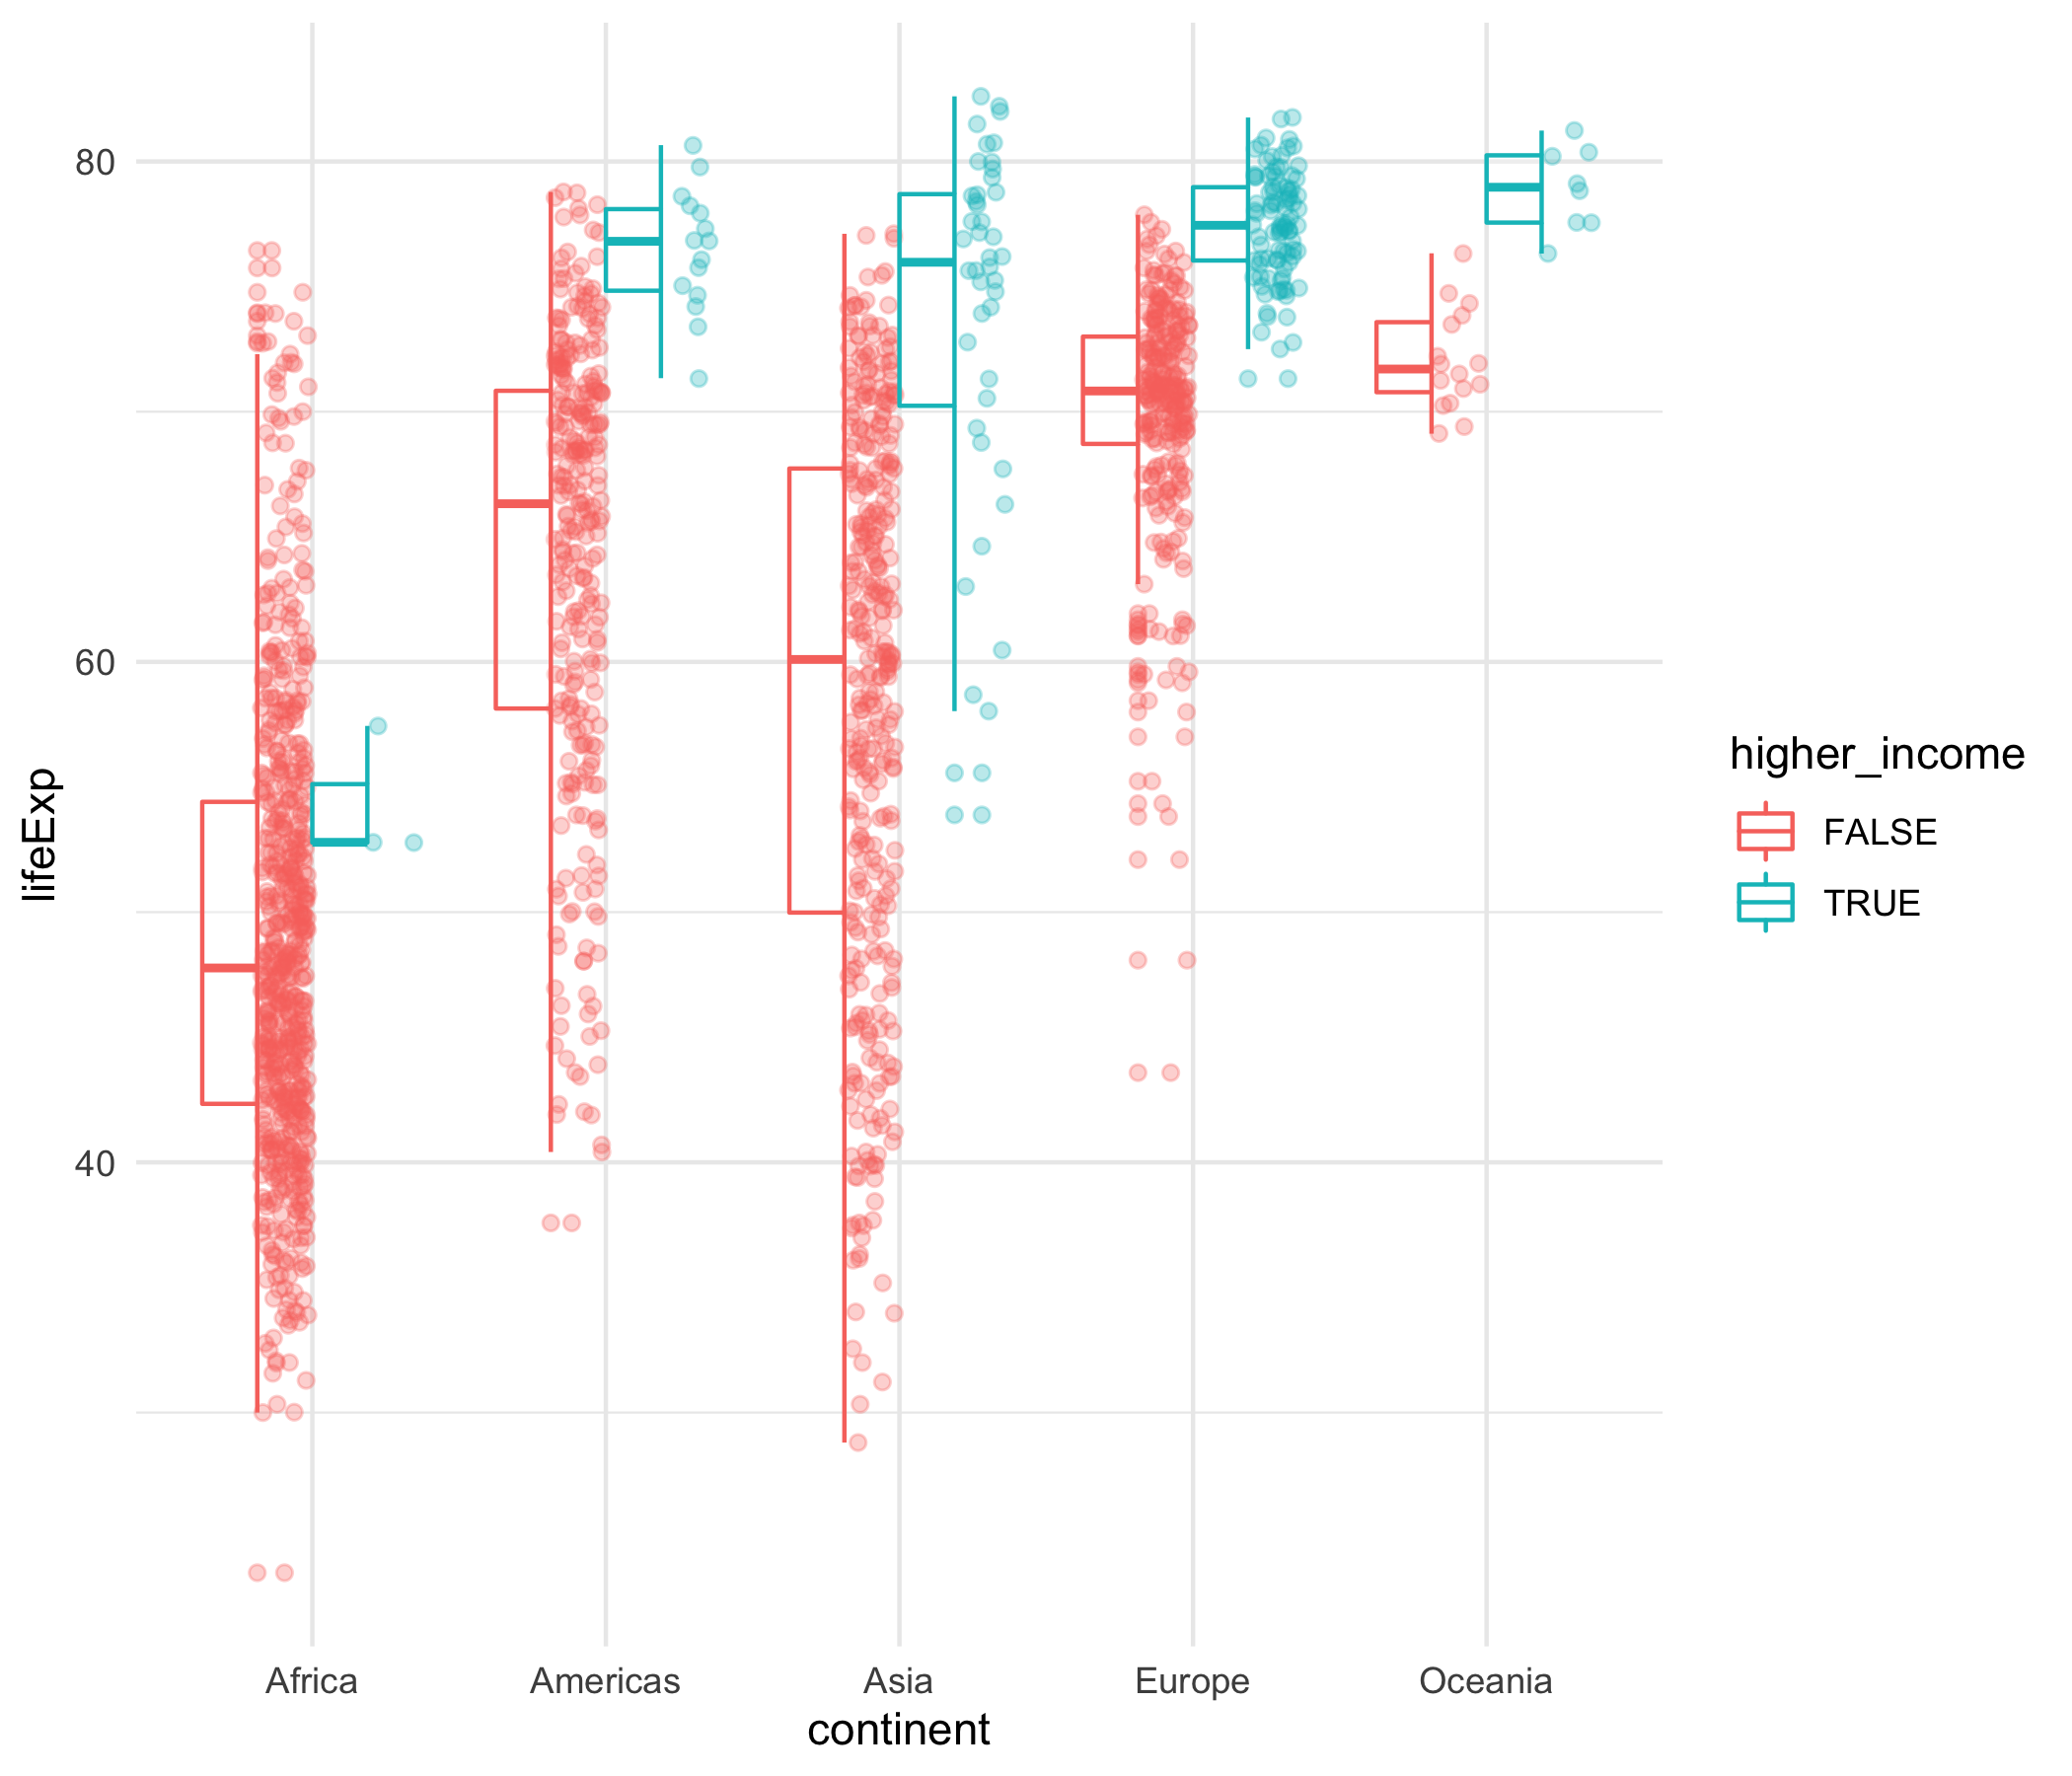 80
60
40
lifeExp
Africa
Americas
Asia
Europe
Oceania
continent
higher_income
FALSE
TRUE